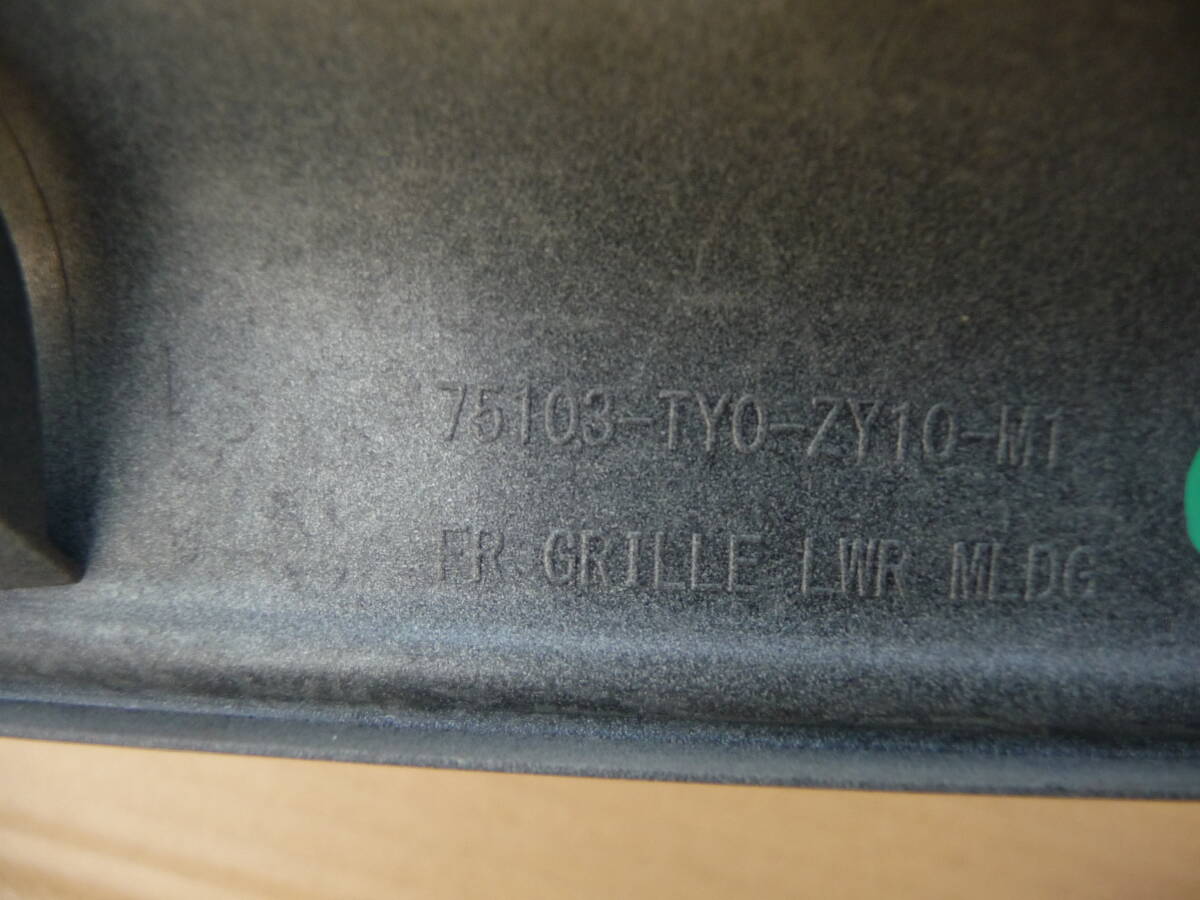 75103-TY0-ZY10-M1
FR GRILLE LWR MLDG